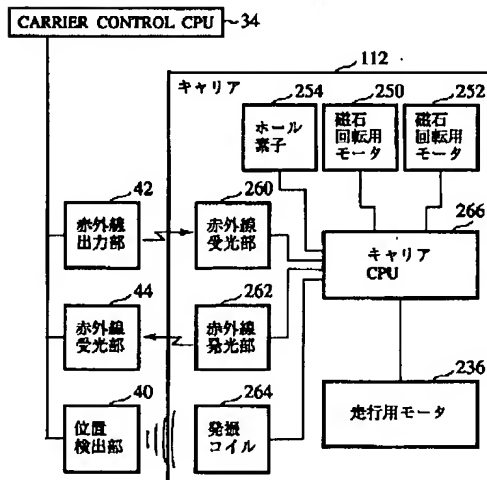 CARRIER CONTROL CPU
34
112
キャリア
254
250
252
ホール
素子
磁石
回転用
モータ
磁石
回転用
モータ
42
260
266
赤外線
出力部
赤外線
受光部
キャリア
CPU
44
262
赤外線
受光部
赤外線
発光部
40
264
236
位置
検出部
発振
コイル
走行用モータ